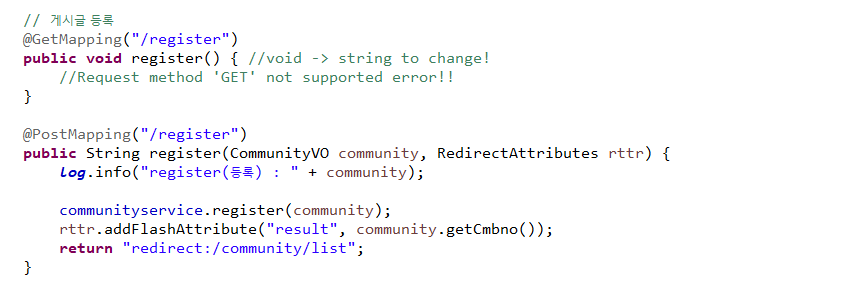 // 게시글 등록
@GetMapping("/register")
public void register() { //void -> string to change!
    //Request method 'GET' not supported error!!
}

@PostMapping("/register")
public String register(CommunityVO community, RedirectAttributes rttr) {
    log.info("register(등록) : " + community);

    communityservice.register(community);
    rttr.addFlashAttribute("result", community.getCmbno());
    return "redirect:/community/list";
}